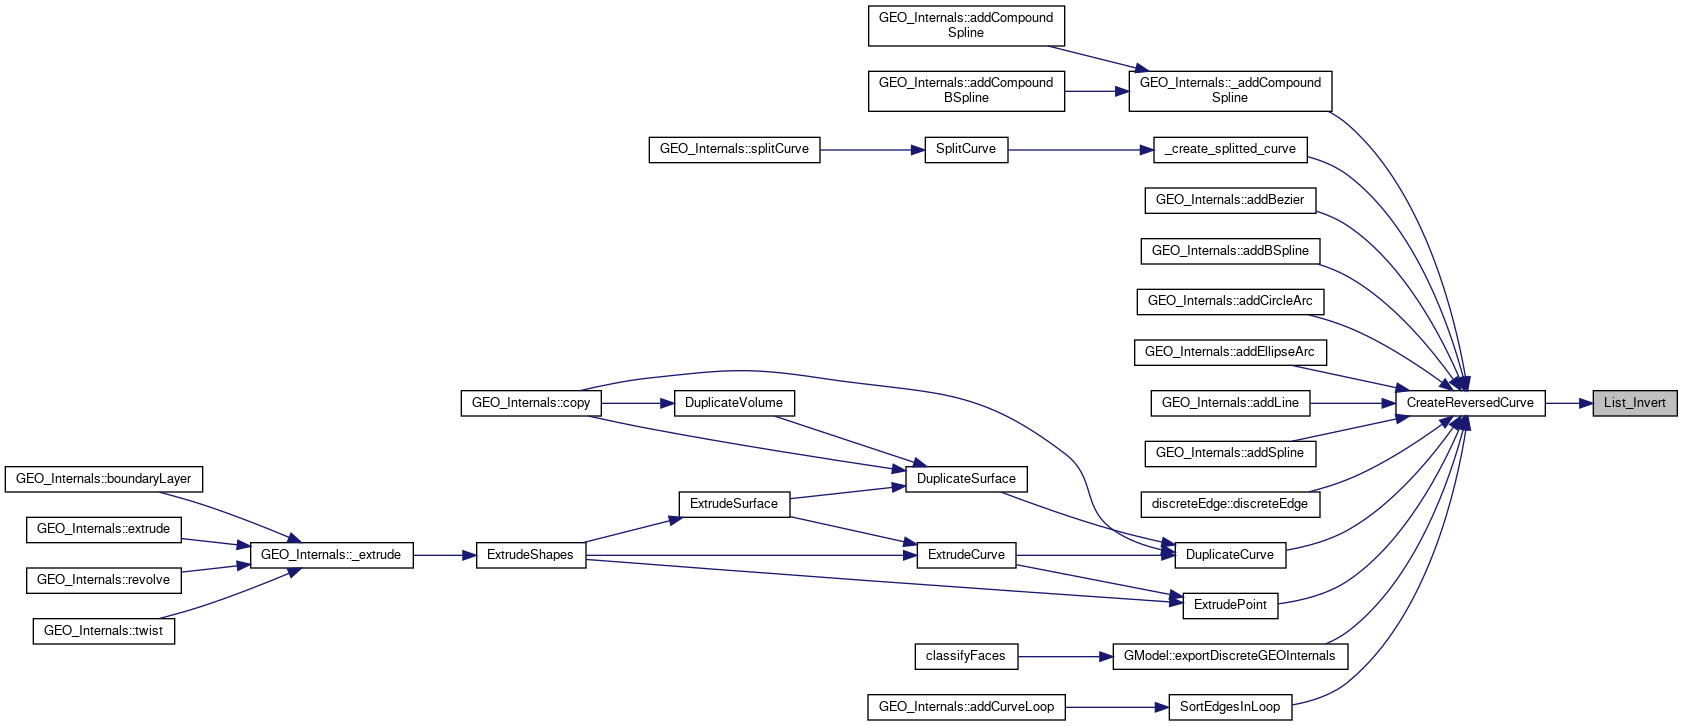 GEO_Internals::addCompound
Spline
GEO_Internals::addCompound
BSpline
GEO_Internals::_addCompound
Spline
GEO_Internals::splitCurve
SplitCurve
_create_splitted_curve
GEO_Internals::addBezier
GEO_Internals::addBSpline
GEO_Internals::addCircleArc
GEO_Internals::addEllipseArc
GEO_Internals::copy
DuplicateVolume
GEO_Internals::addLine
CreateReversedCurve
List_Invert
GEO_Internals::addSpline
GEO_Internals::boundaryLayer
DuplicateSurface
ExtrudeSurface
discreteEdge::discreteEdge
GEO_Internals::extrude
GEO_Internals::_extrude
ExtrudeShapes
ExtrudeCurve
DuplicateCurve
GEO_Internals::revolve
ExtrudePoint
GEO_Internals::twist
classifyFaces
GModel::exportDiscreteGEOInternals
GEO_Internals::addCurveLoop
SortEdgesInLoop